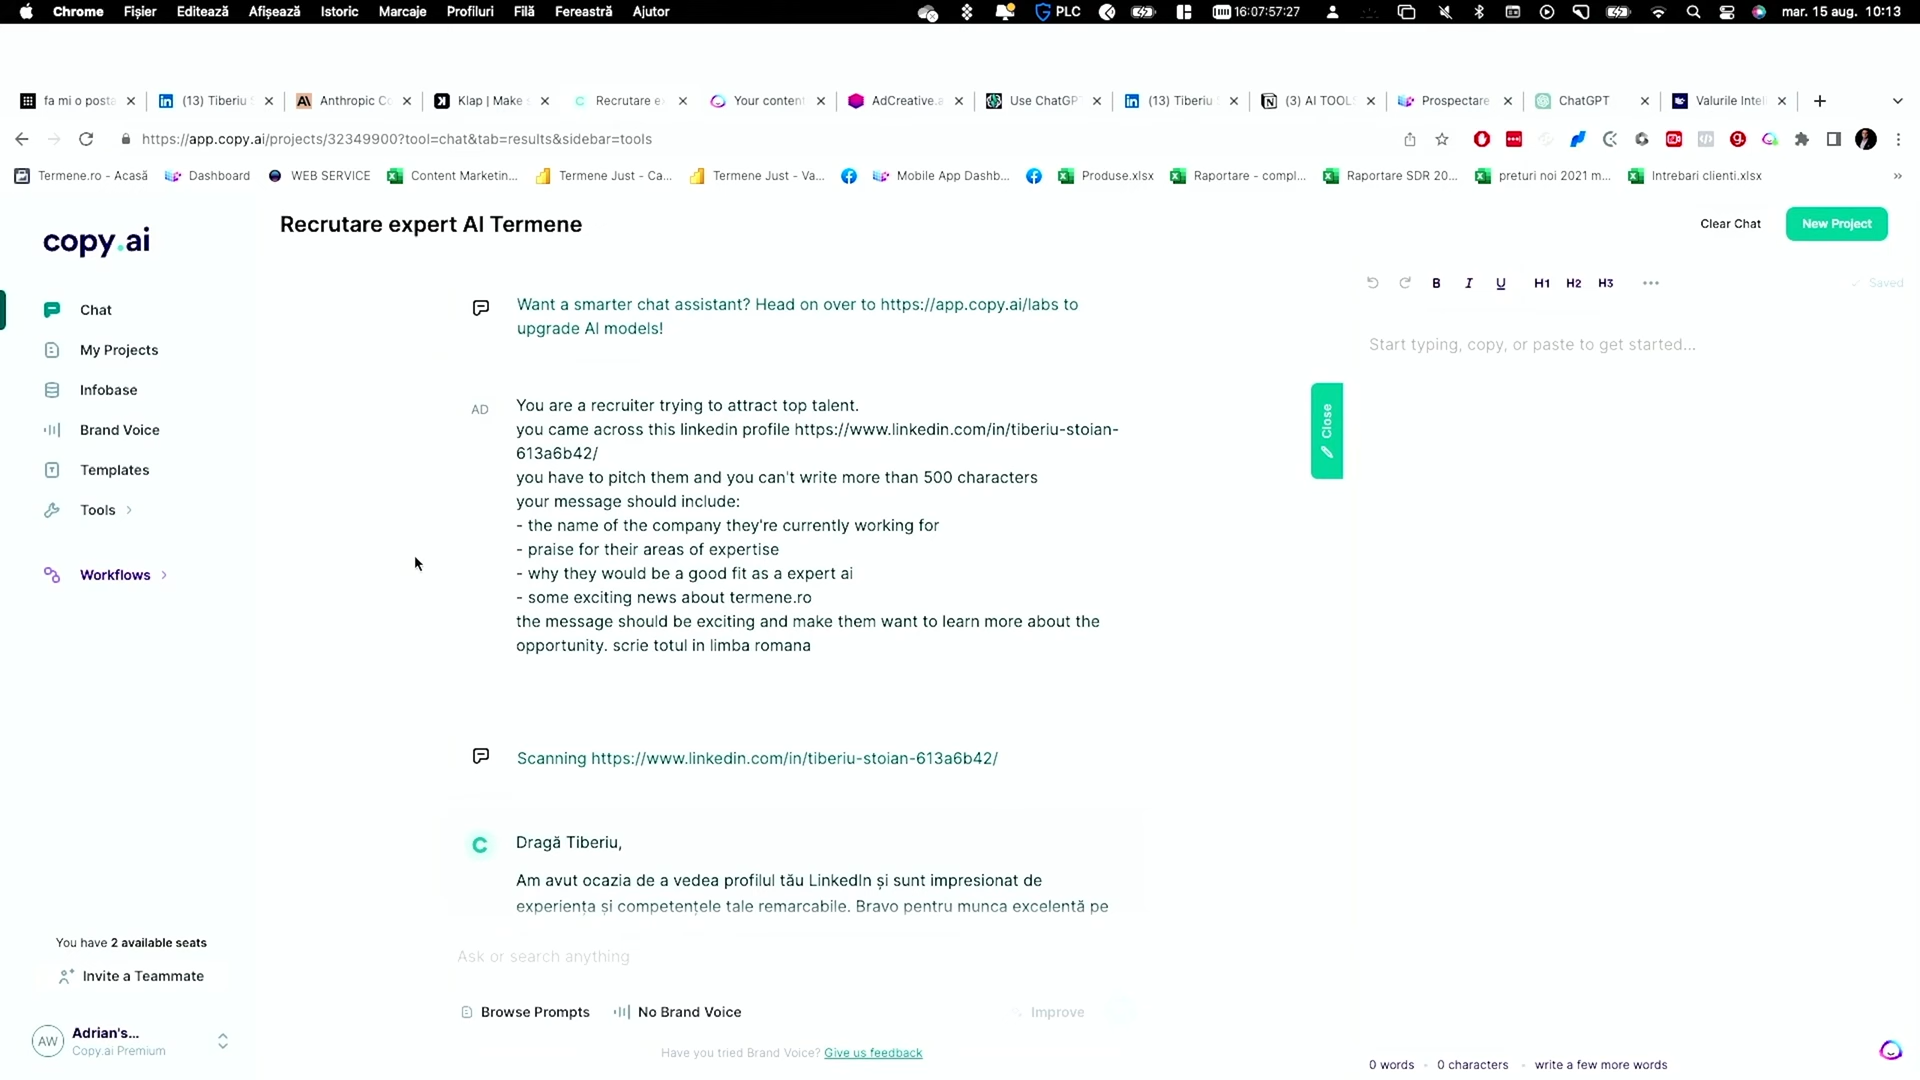 Chrome Fișier Editează Afișează Istoric Marcaje Profiluri Filă Fereastră Ajutor PLC 16:07:57:27 mar. 15 aug. 10:13
fa mi o posta (13) Tiberiu Anthropic Co Klap | Make Recrutare e Your content AdCreative.a Use ChatGP (13) Tiberiu (3) AI TOOLS Prospectare ChatGPT Valurile Intel
https://app.copy.ai/projects/32349900?tool=chat&tab=results&sidebar=tools
Termene.ro - Acasă Dashboard WEB SERVICE Content Marketin... Termene Just - Ca... Termene Just - Va... Mobile App Dashb... Produse.xlsx Raportare - compl... Raportare SDR 20... preturi noi 2021 m... Intrebari clienti.xlsx »
copy.ai
Recrutare expert AI Termene
Clear Chat
New Project
B I U H1 H2 H3 ... Saved
Start typing, copy, or paste to get started...
Close
Chat
My Projects
Infobase
Brand Voice
Templates
Tools
Workflows
Want a smarter chat assistant? Head on over to https://app.copy.ai/labs to
upgrade AI models!
AD
You are a recruiter trying to attract top talent.
you came across this linkedin profile https://www.linkedin.com/in/tiberiu-stoian-
613a6b42/
you have to pitch them and you can't write more than 500 characters
your message should include:
- the name of the company they're currently working for
- praise for their areas of expertise
- why they would be a good fit as a expert ai
- some exciting news about termene.ro
the message should be exciting and make them want to learn more about the
opportunity. scrie totul in limba romana
Scanning https://www.linkedin.com/in/tiberiu-stoian-613a6b42/
C
Dragă Tiberiu,
Am avut ocazia de a vedea profilul tău LinkedIn și sunt impresionat de
experiența și competențele tale remarcabile. Bravo pentru munca excelentă pe
Ask or search anything
Browse Prompts No Brand Voice Improve
Have you tried Brand Voice? Give us feedback
You have 2 available seats
Invite a Teammate
AW
Adrian's...
Copy.ai Premium
0 words - 0 characters - write a few more words